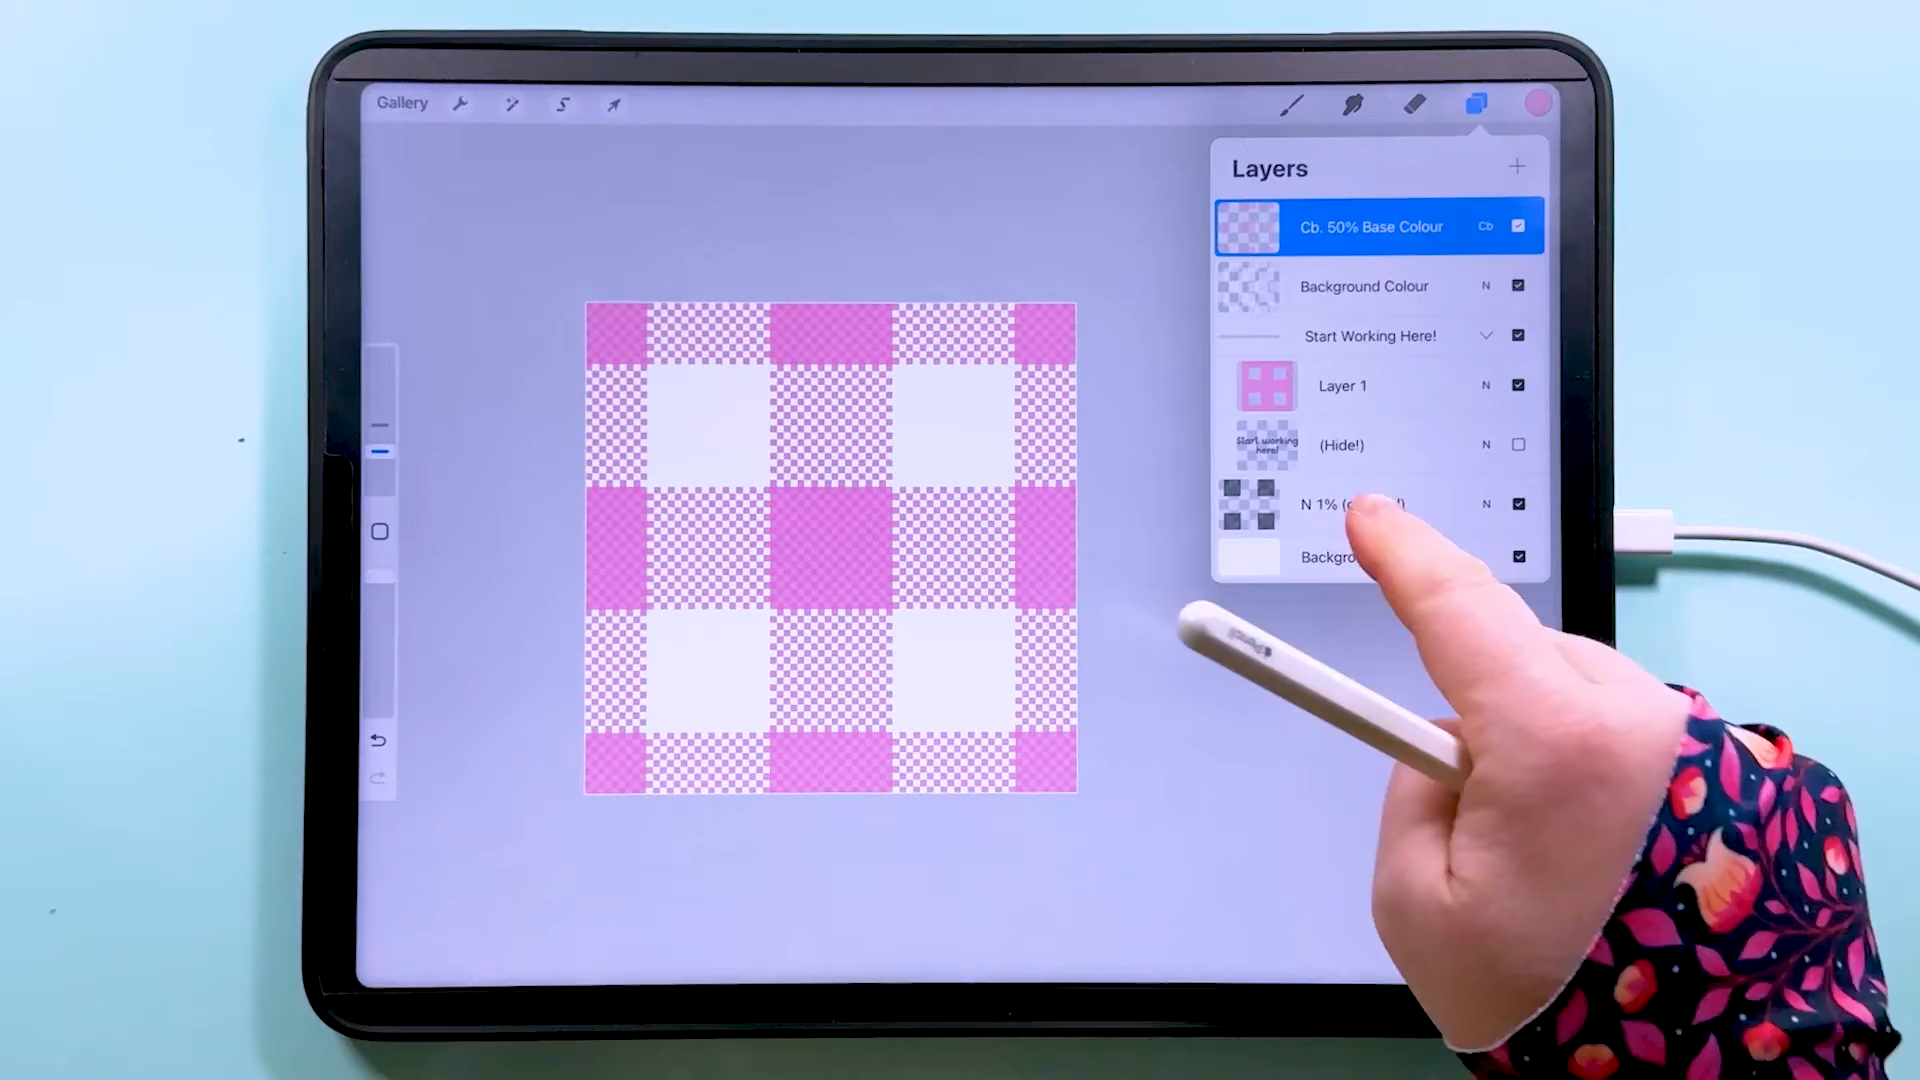 Gallery
Layers
Cb. 50% Base Colour Cb
Background Colour N
Start Working Here!
Layer 1 N
Start working
here!
(Hide!) N
N 1% N
Pencil